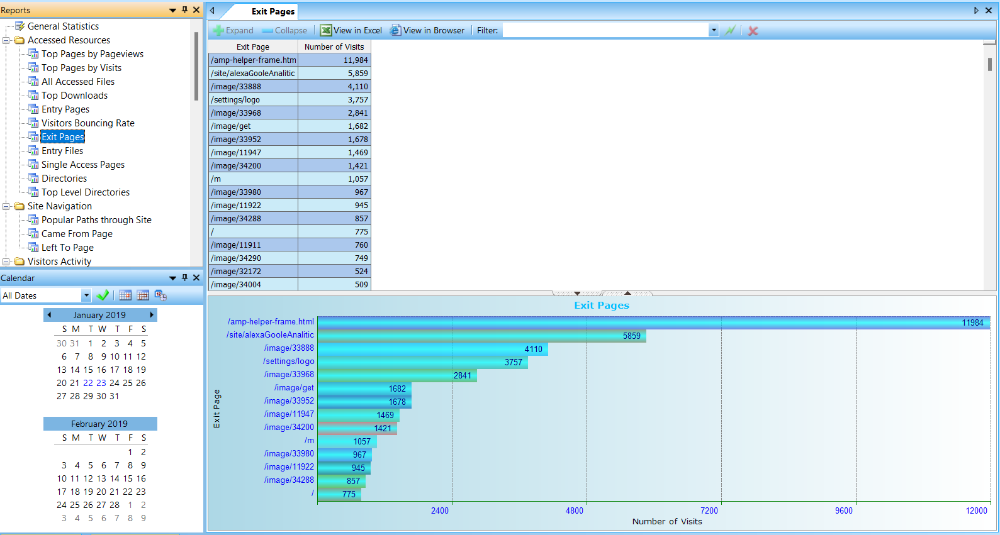 Reports
General Statistics
Accessed Resources
Top Pages by Pageviews
Top Pages by Visits
All Accessed Files
Top Downloads
Entry Pages
Visitors Bouncing Rate
Exit Pages
Entry Files
Single Access Pages
Directories
Top Level Directories
Site Navigation
Popular Paths through Site
Came From Page
Left To Page
Visitors Activity
Calendar
All Dates
January 2019
S M T W T F S
30 31 1 2 3 4 5
6 7 8 9 10 11 12
13 14 15 16 17 18 19
20 21 22 23 24 25 26
27 28 29 30 31
February 2019
S M T W T F S
1 2
3 4 5 6 7 8 9
10 11 12 13 14 15 16
17 18 19 20 21 22 23
24 25 26 27 28 1 2
3 4 5 6 7 8 9
Exit Pages
Expand Collapse View in Excel View in Browser Filter:
Exit Page Number of Visits
/amp-helper-frame.htm 11,984
/site/alexaGooleAnalitic 5,859
/image/33888 4,110
/settings/logo 3,757
/image/33968 2,841
/image/get 1,682
/image/33952 1,678
/image/11947 1,469
/image/34200 1,421
/m 1,057
/image/33980 967
/image/11922 945
/image/34288 857
/ 775
/image/11911 760
/image/34290 749
/image/32172 524
/image/34004 509
Exit Pages
Exit Page
/amp-helper-frame.html 11984
/site/alexaGooleAnalitic 5859
/image/33888 4110
/settings/logo 3757
/image/33968 2841
/image/get 1682
/image/33952 1678
/image/11947 1469
/image/34200 1421
/m 1057
/image/33980 967
/image/11922 945
/image/34288 857
/ 775
2400 4800 7200 9600 12000
Number of Visits